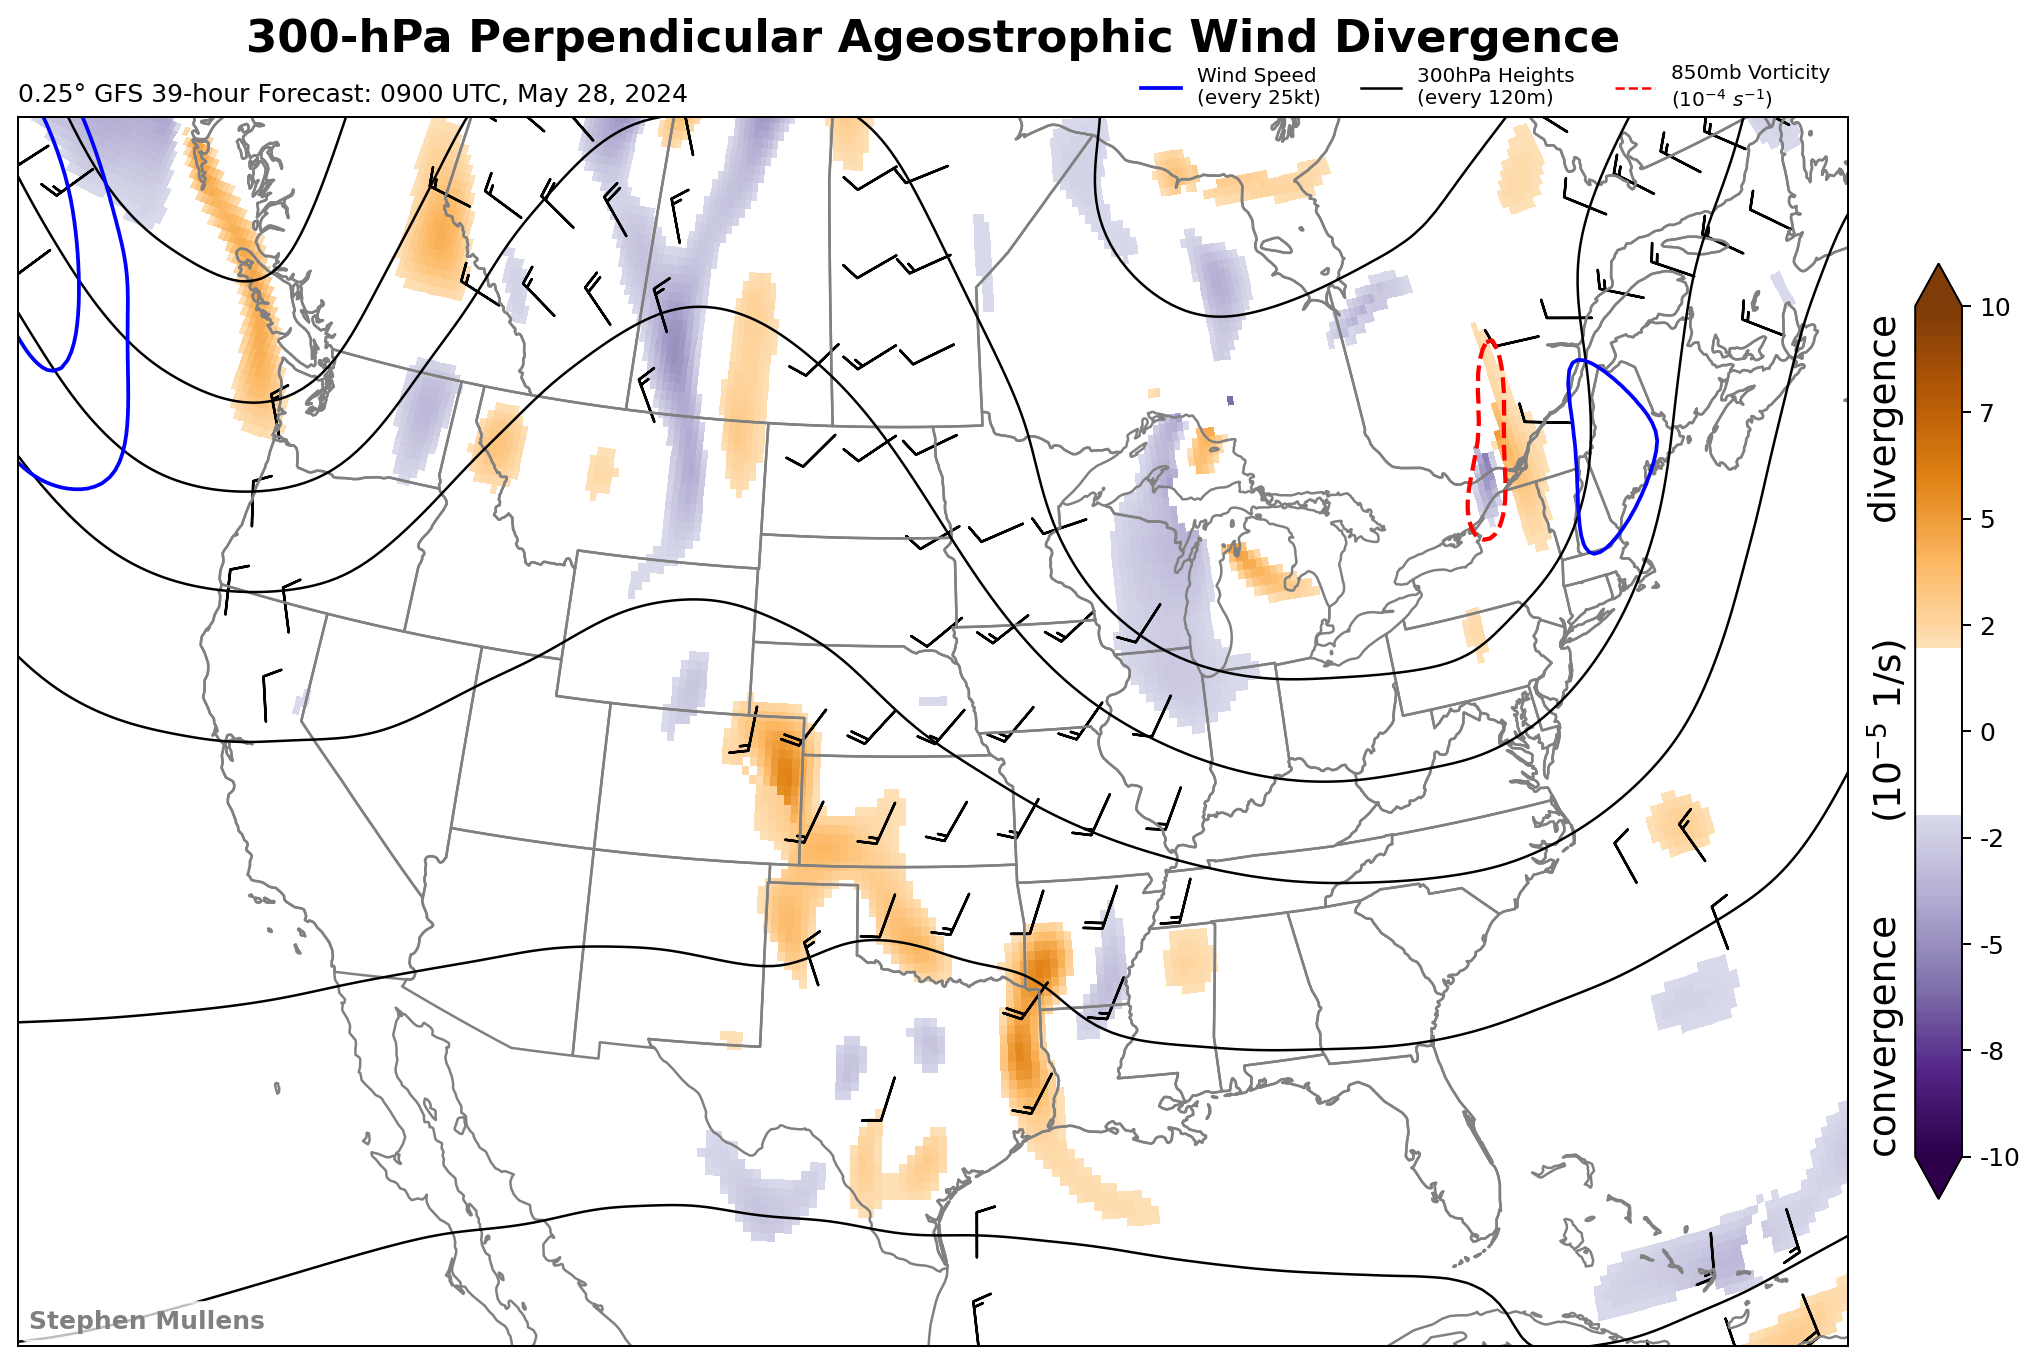 300-hPa Perpendicular Ageostrophic Wind Divergence
0.25° GFS 39-hour Forecast: 0900 UTC, May 28, 2024
Wind Speed
(every 25kt)
300hPa Heights
(every 120m)
850mb Vorticity
(10⁻⁴ s⁻¹)
10
7
5
2
0
-2
-5
-8
-10
convergence (10⁻⁵ 1/s) divergence
Stephen Mullens